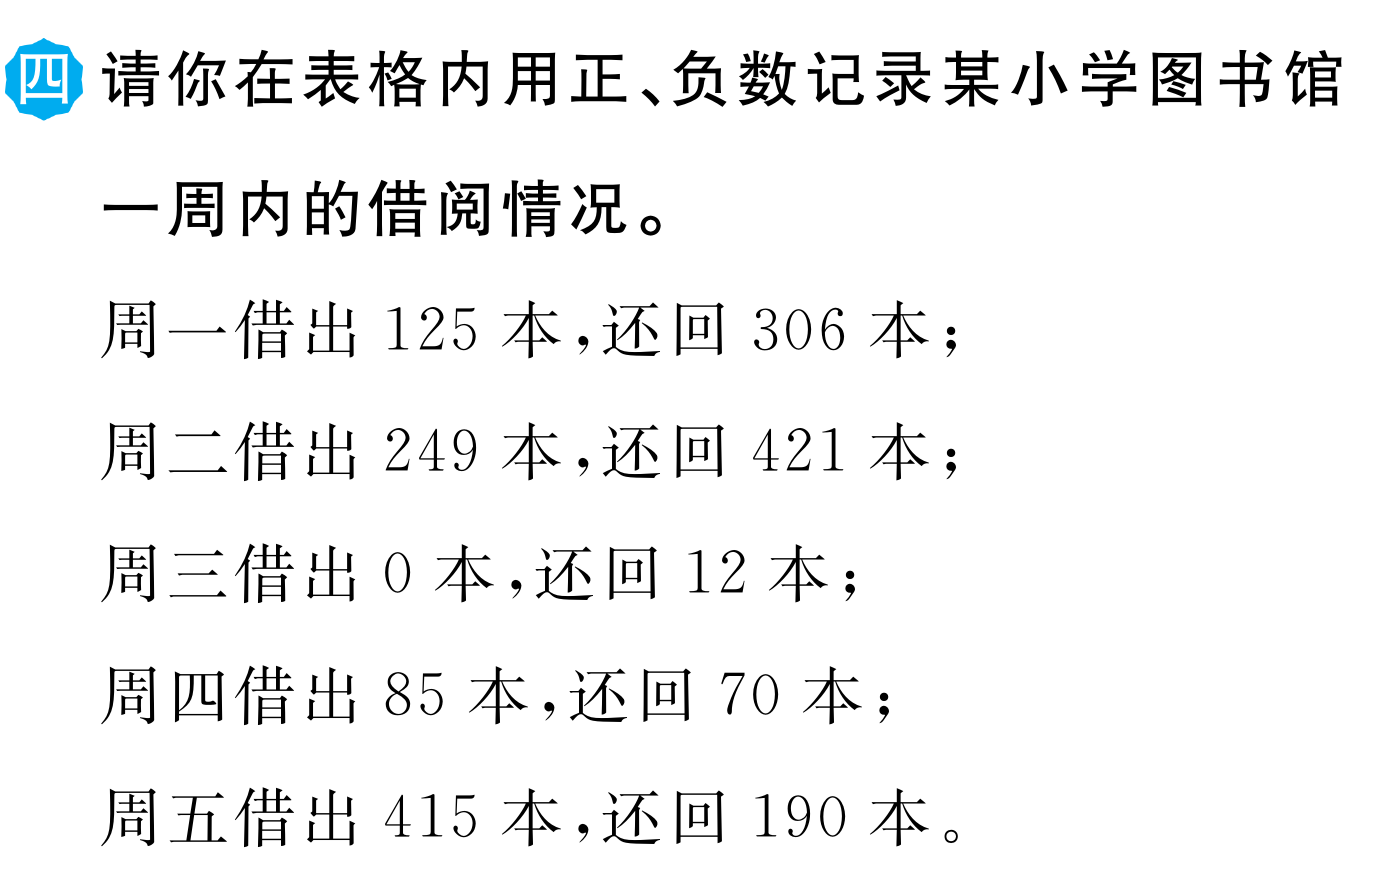 四 请你在表格内用正、负数记录某小学图书馆
一周内的借阅情况。
周一借出 125 本,还回 306 本;
周二借出 249 本,还回 421 本;
周三借出 0 本,还回 12 本;
周四借出 85 本,还回 70 本;
周五借出 415 本,还回 190 本。